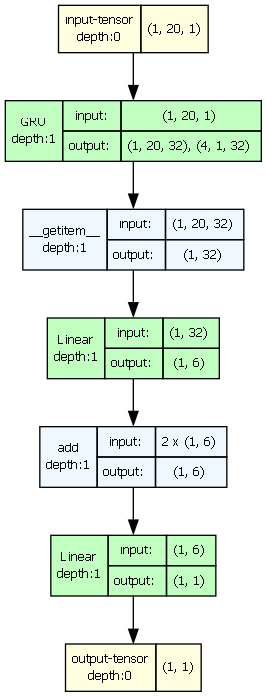 input-tensor
depth:0
(1, 20, 1)
GRU
depth:1
input:
(1, 20, 1)
output:
(1, 20, 32), (4, 1, 32)
__getitem__
depth:1
input:
(1, 20, 32)
output:
(1, 32)
Linear
depth:1
input:
(1, 32)
output:
(1, 6)
add
depth:1
input:
2 x (1, 6)
output:
(1, 6)
Linear
depth:1
input:
(1, 6)
output:
(1, 1)
output-tensor
depth:0
(1, 1)